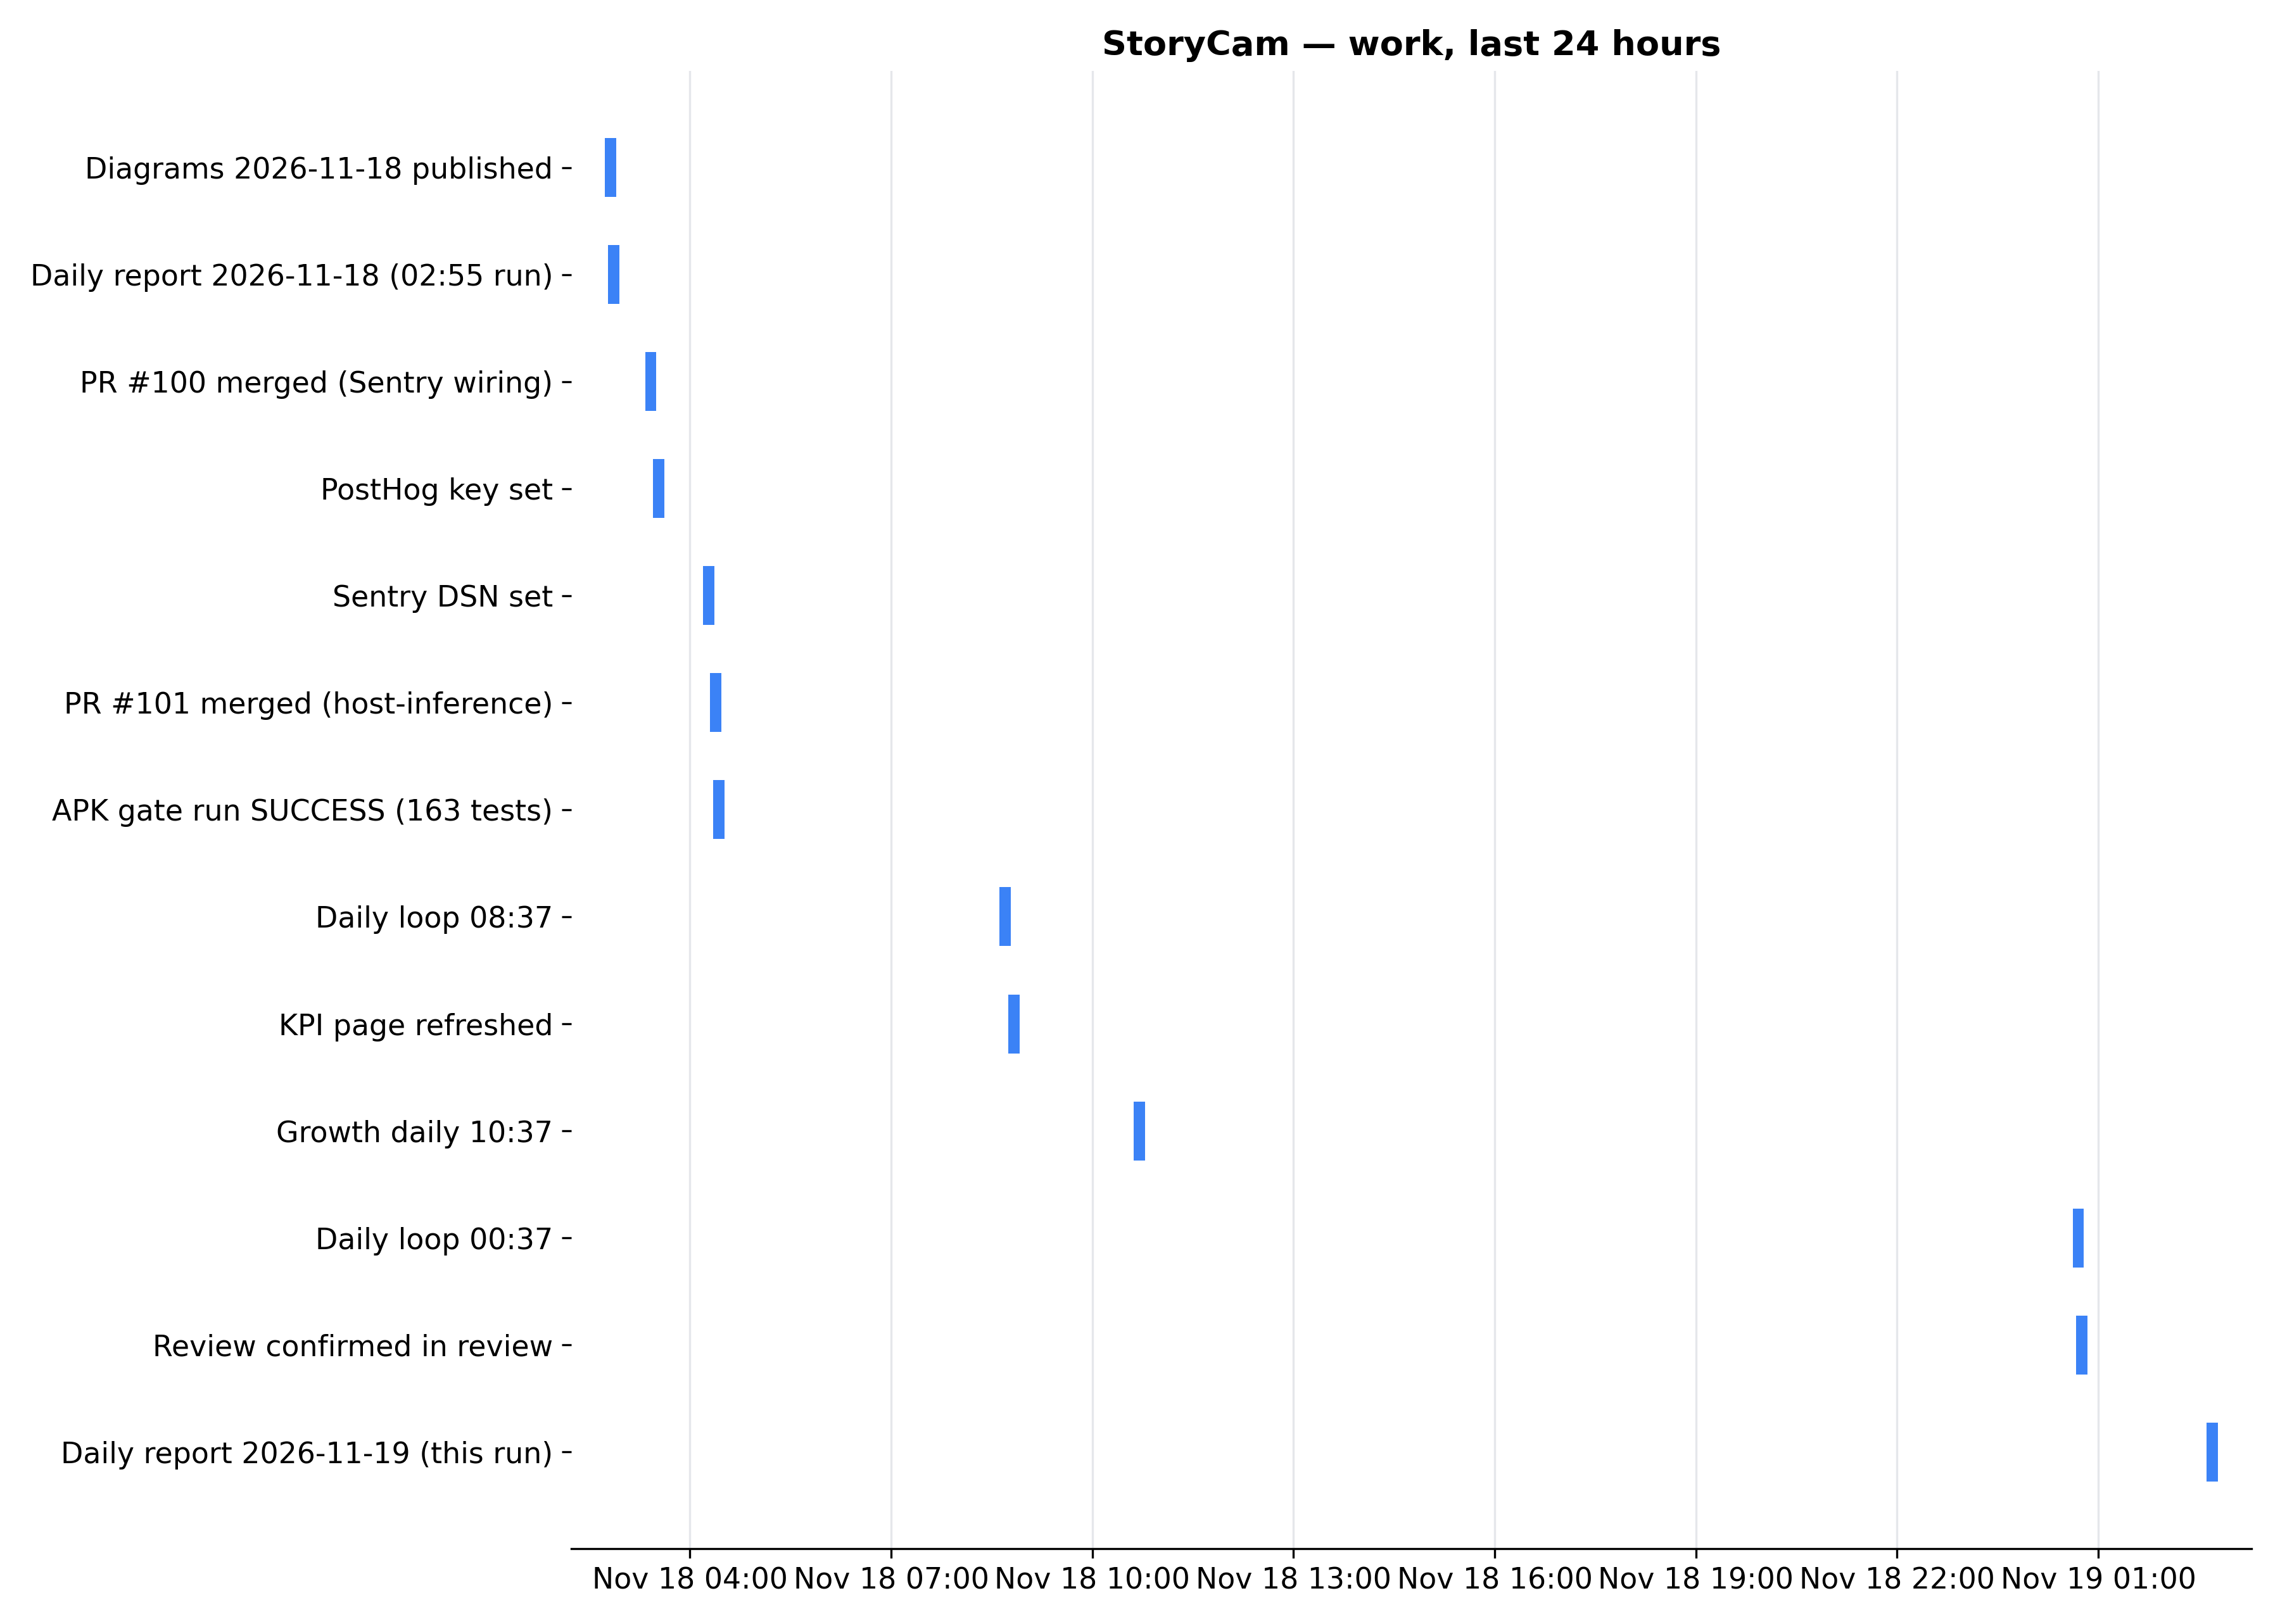 StoryCam — work, last 24 hours
Diagrams 2026-11-18 published
Daily report 2026-11-18 (02:55 run)
PR #100 merged (Sentry wiring)
PostHog key set
Sentry DSN set
PR #101 merged (host-inference)
APK gate run SUCCESS (163 tests)
Daily loop 08:37
KPI page refreshed
Growth daily 10:37
Daily loop 00:37
Review confirmed in review
Daily report 2026-11-19 (this run)
Nov 18 04:00 Nov 18 07:00 Nov 18 10:00 Nov 18 13:00 Nov 18 16:00 Nov 18 19:00 Nov 18 22:00 Nov 19 01:00